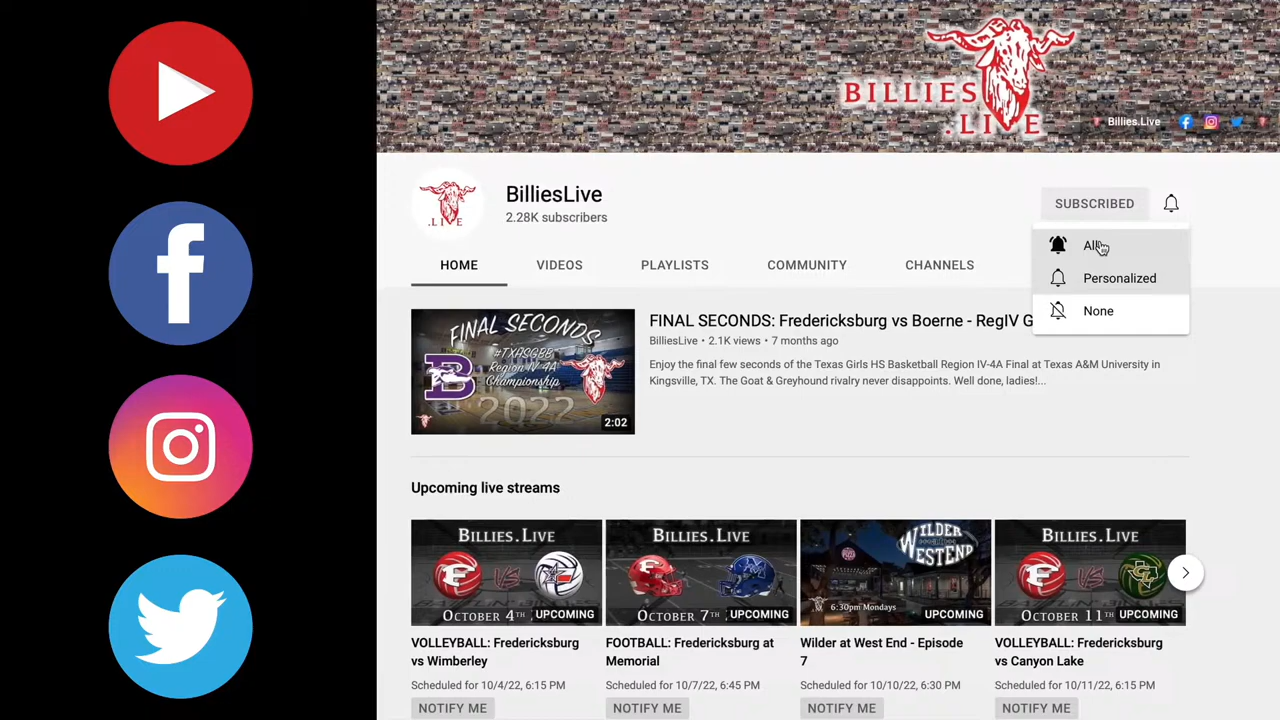 BILLIES
.LIVE
Billies.Live
BilliesLive
2.28K subscribers
SUBSCRIBED
All
Personalized
None
HOME
VIDEOS
PLAYLISTS
COMMUNITY
CHANNELS
FINAL SECONDS
#TXASGBB
Region IV-4A
Championship
2022
2:02
FINAL SECONDS: Fredericksburg vs Boerne - RegIV G
BilliesLive • 2.1K views • 7 months ago
Enjoy the final few seconds of the Texas Girls HS Basketball Region IV-4A Final at Texas A&M University in
Kingsville, TX. The Goat & Greyhound rivalry never disappoints. Well done, ladies!...
Upcoming live streams
Billies.Live
F VS
October 4th
UPCOMING
VOLLEYBALL: Fredericksburg
vs Wimberley
Scheduled for 10/4/22, 6:15 PM
NOTIFY ME
Billies.Live
VS
October 7th
UPCOMING
FOOTBALL: Fredericksburg at
Memorial
Scheduled for 10/7/22, 6:45 PM
NOTIFY ME
WILDER
WESTEND
6:30pm Mondays
UPCOMING
Wilder at West End - Episode
7
Scheduled for 10/10/22, 6:30 PM
NOTIFY ME
Billies.Live
F VS
October 11th
UPCOMING
VOLLEYBALL: Fredericksburg
vs Canyon Lake
Scheduled for 10/11/22, 6:15 PM
NOTIFY ME